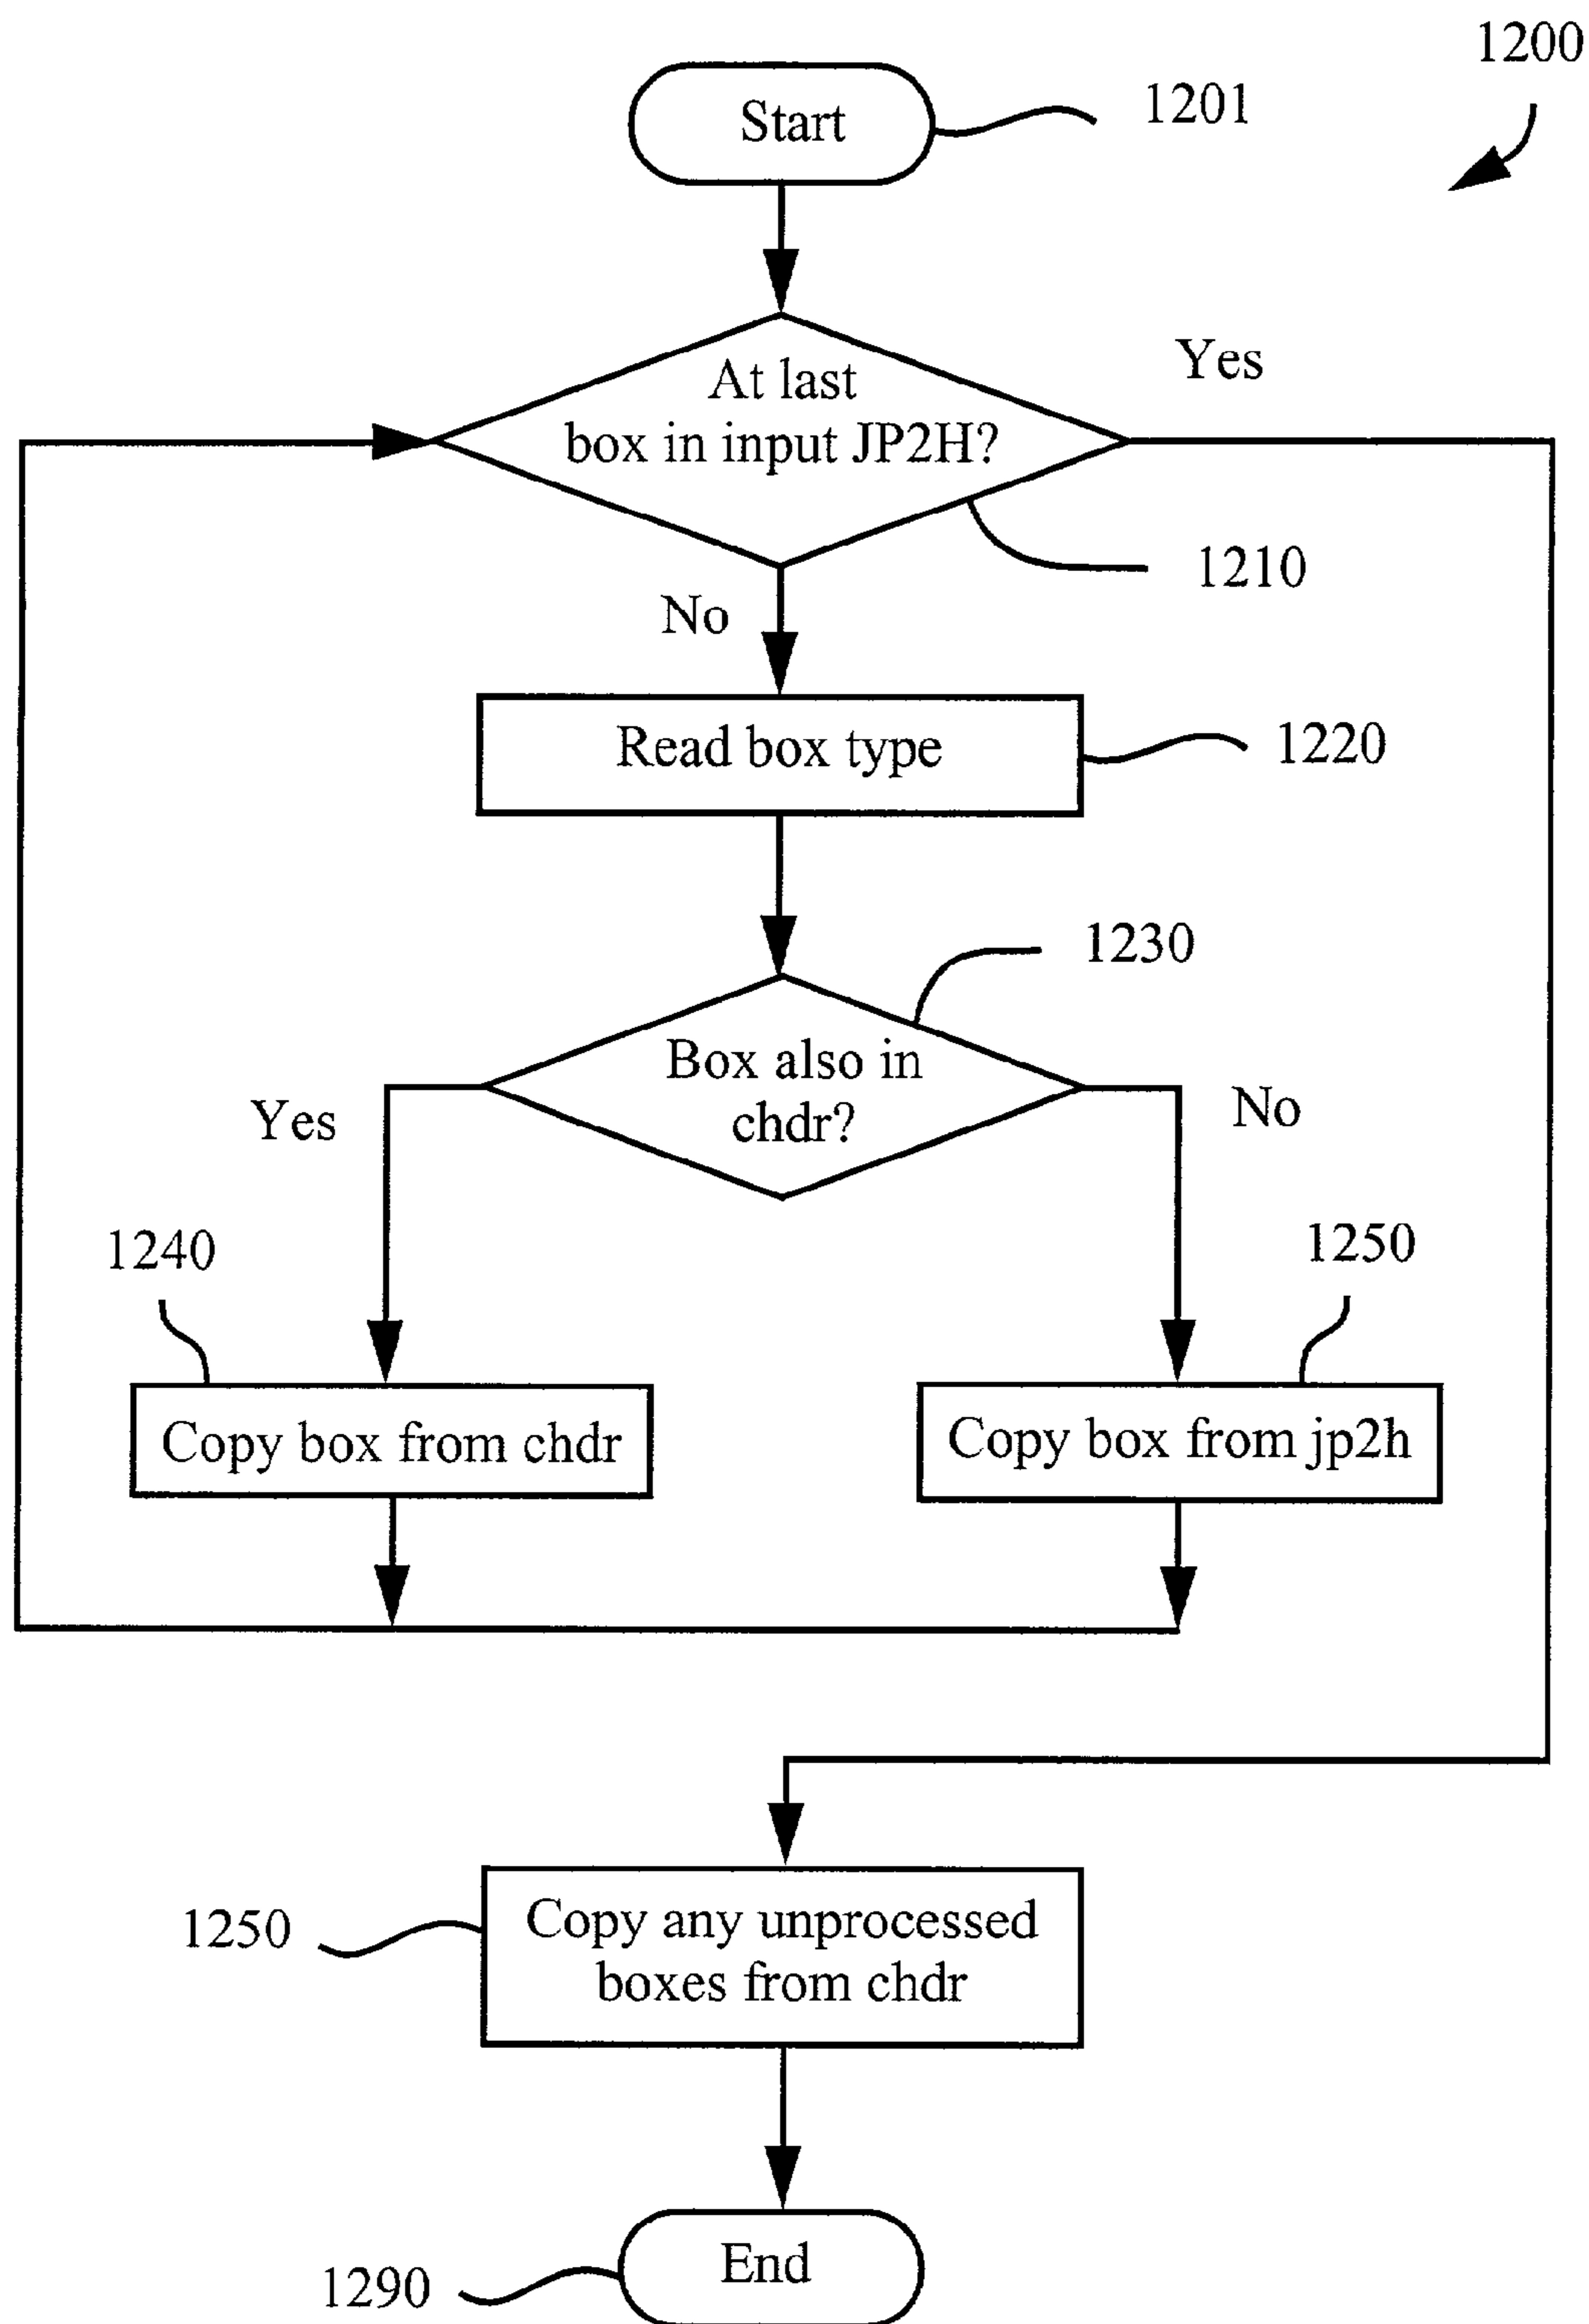 1200
Start
1201
At last
box in input JP2H?
Yes
1210
No
Read box type
1220
1230
Box also in
chdr?
Yes
No
1240
1250
Copy box from chdr
Copy box from jp2h
1250
Copy any unprocessed
boxes from chdr
End
1290